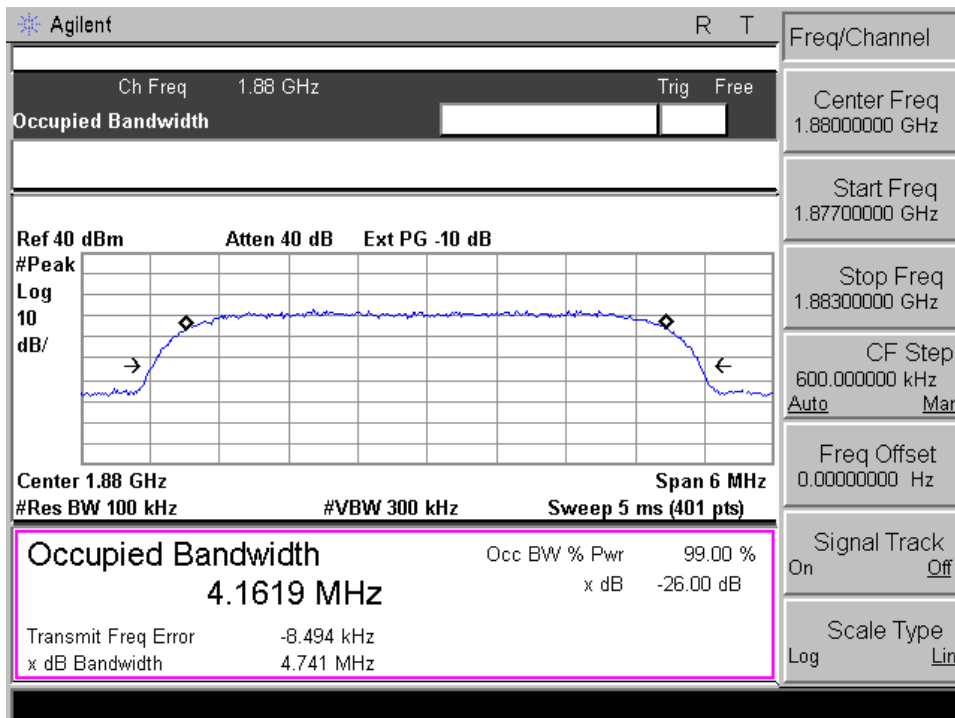 Agilent R T
Ch Freq 1.88 GHz Trig Free
Occupied Bandwidth
Ref 40 dBm Atten 40 dB Ext PG -10 dB
#Peak
Log
10
dB/
Center 1.88 GHz Span 6 MHz
#Res BW 100 kHz #VBW 300 kHz Sweep 5 ms (401 pts)
Occupied Bandwidth Occ BW % Pwr 99.00 %
4.1619 MHz x dB -26.00 dB
Transmit Freq Error -8.494 kHz
x dB Bandwidth 4.741 MHz
Freq/Channel
Center Freq
1.88000000 GHz
Start Freq
1.87700000 GHz
Stop Freq
1.88300000 GHz
CF Step
600.000000 kHz
Auto Man
Freq Offset
0.00000000 Hz
Signal Track
On Off
Scale Type
Log Lin